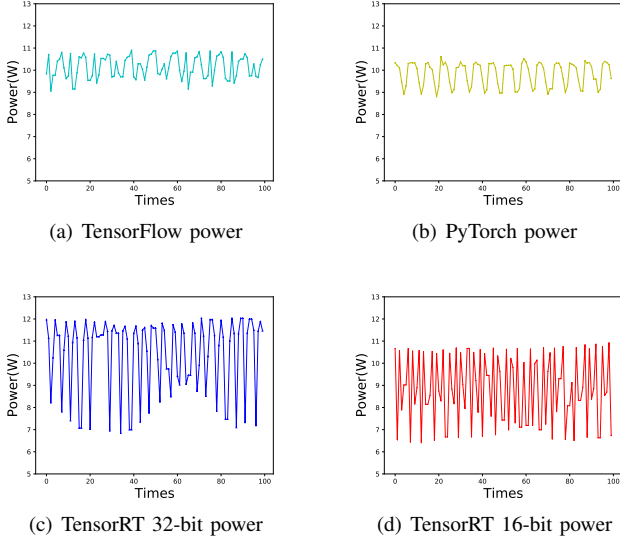 13
12
11
10
9
8
7
6
5
Power(W)
0 20 40 60 80 100
Times
(a) TensorFlow power
13
12
11
10
9
8
7
6
5
Power(W)
0 20 40 60 80 100
Times
(b) PyTorch power
13
12
11
10
9
8
7
6
5
Power(W)
0 20 40 60 80 100
Times
(c) TensorRT 32-bit power
13
12
11
10
9
8
7
6
5
Power(W)
0 20 40 60 80 100
Times
(d) TensorRT 16-bit power